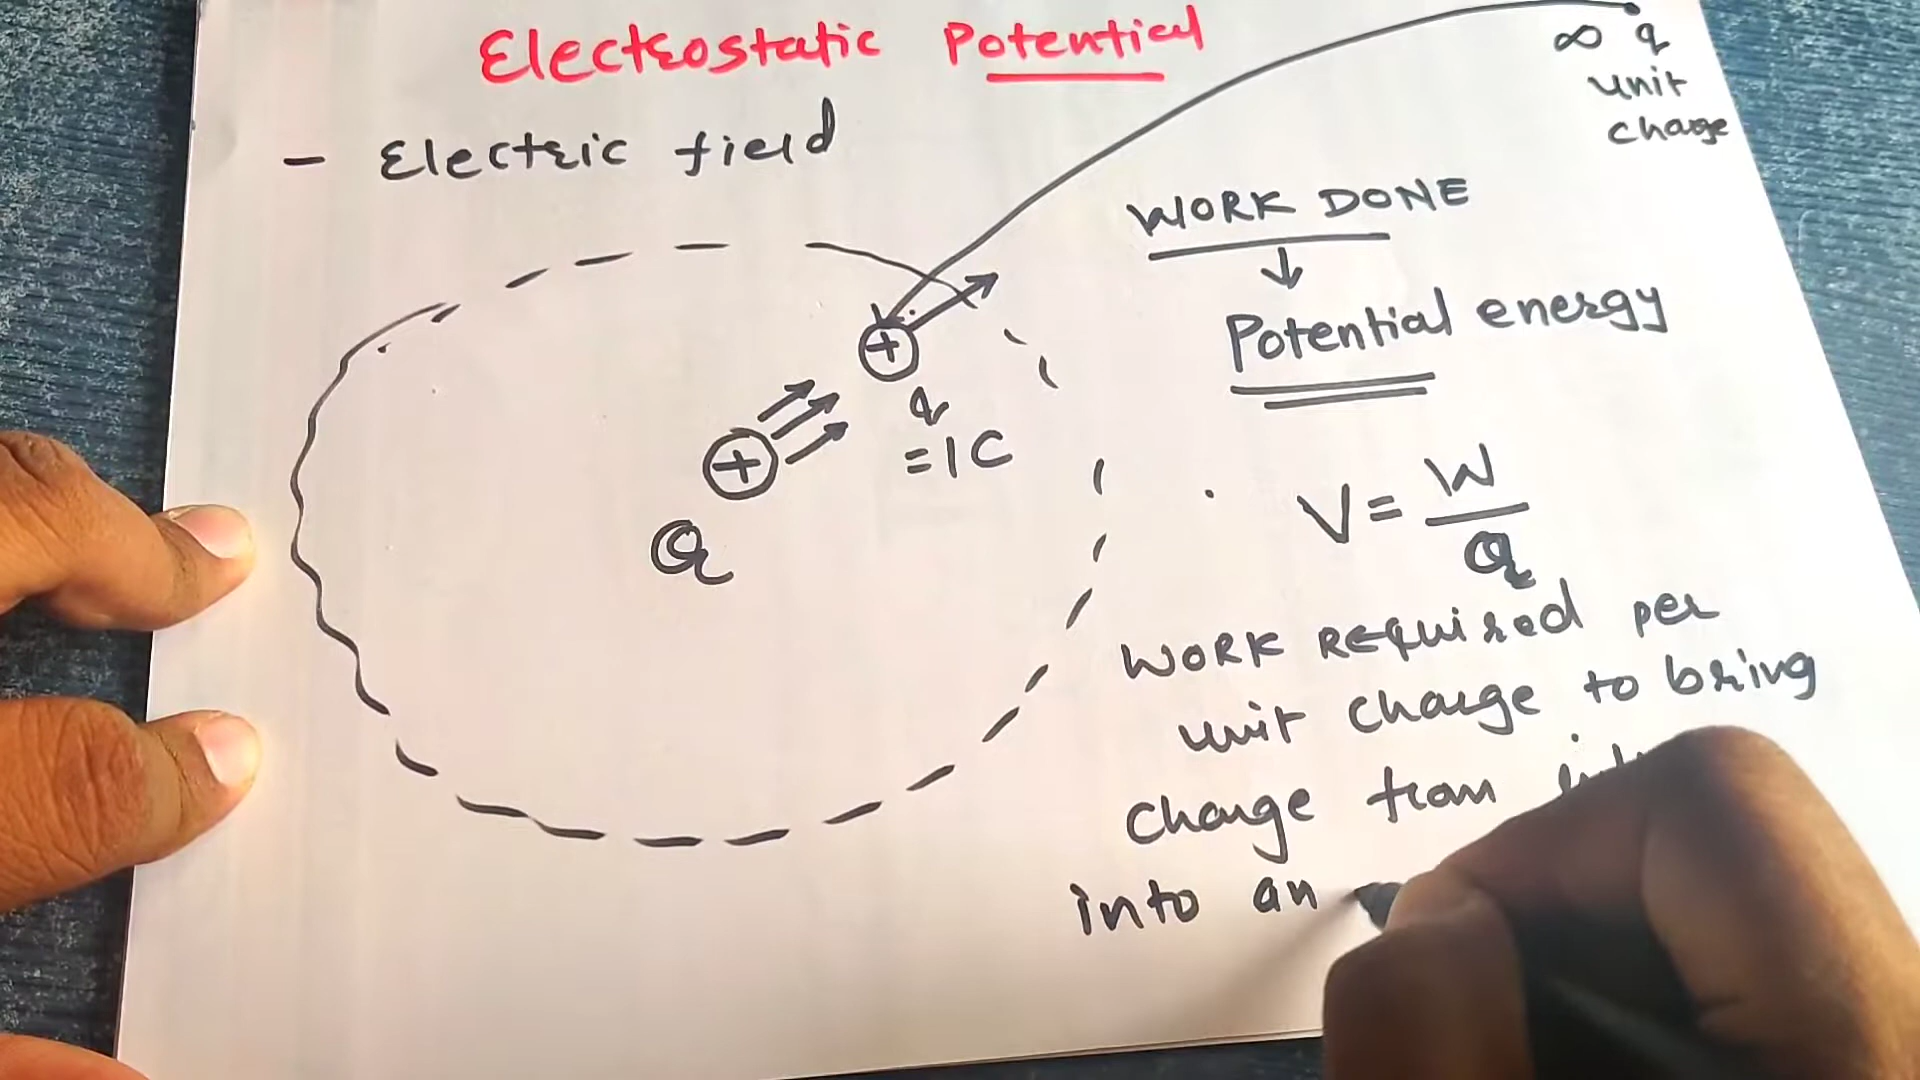 Electrostatic Potential
- Electric field
∞ q
unit
charge
WORK DONE
↓
Potential energy
+
q
=1C
+
Q
V = W/Q
WORK REquired per
unit charge to bring
charge from
into an